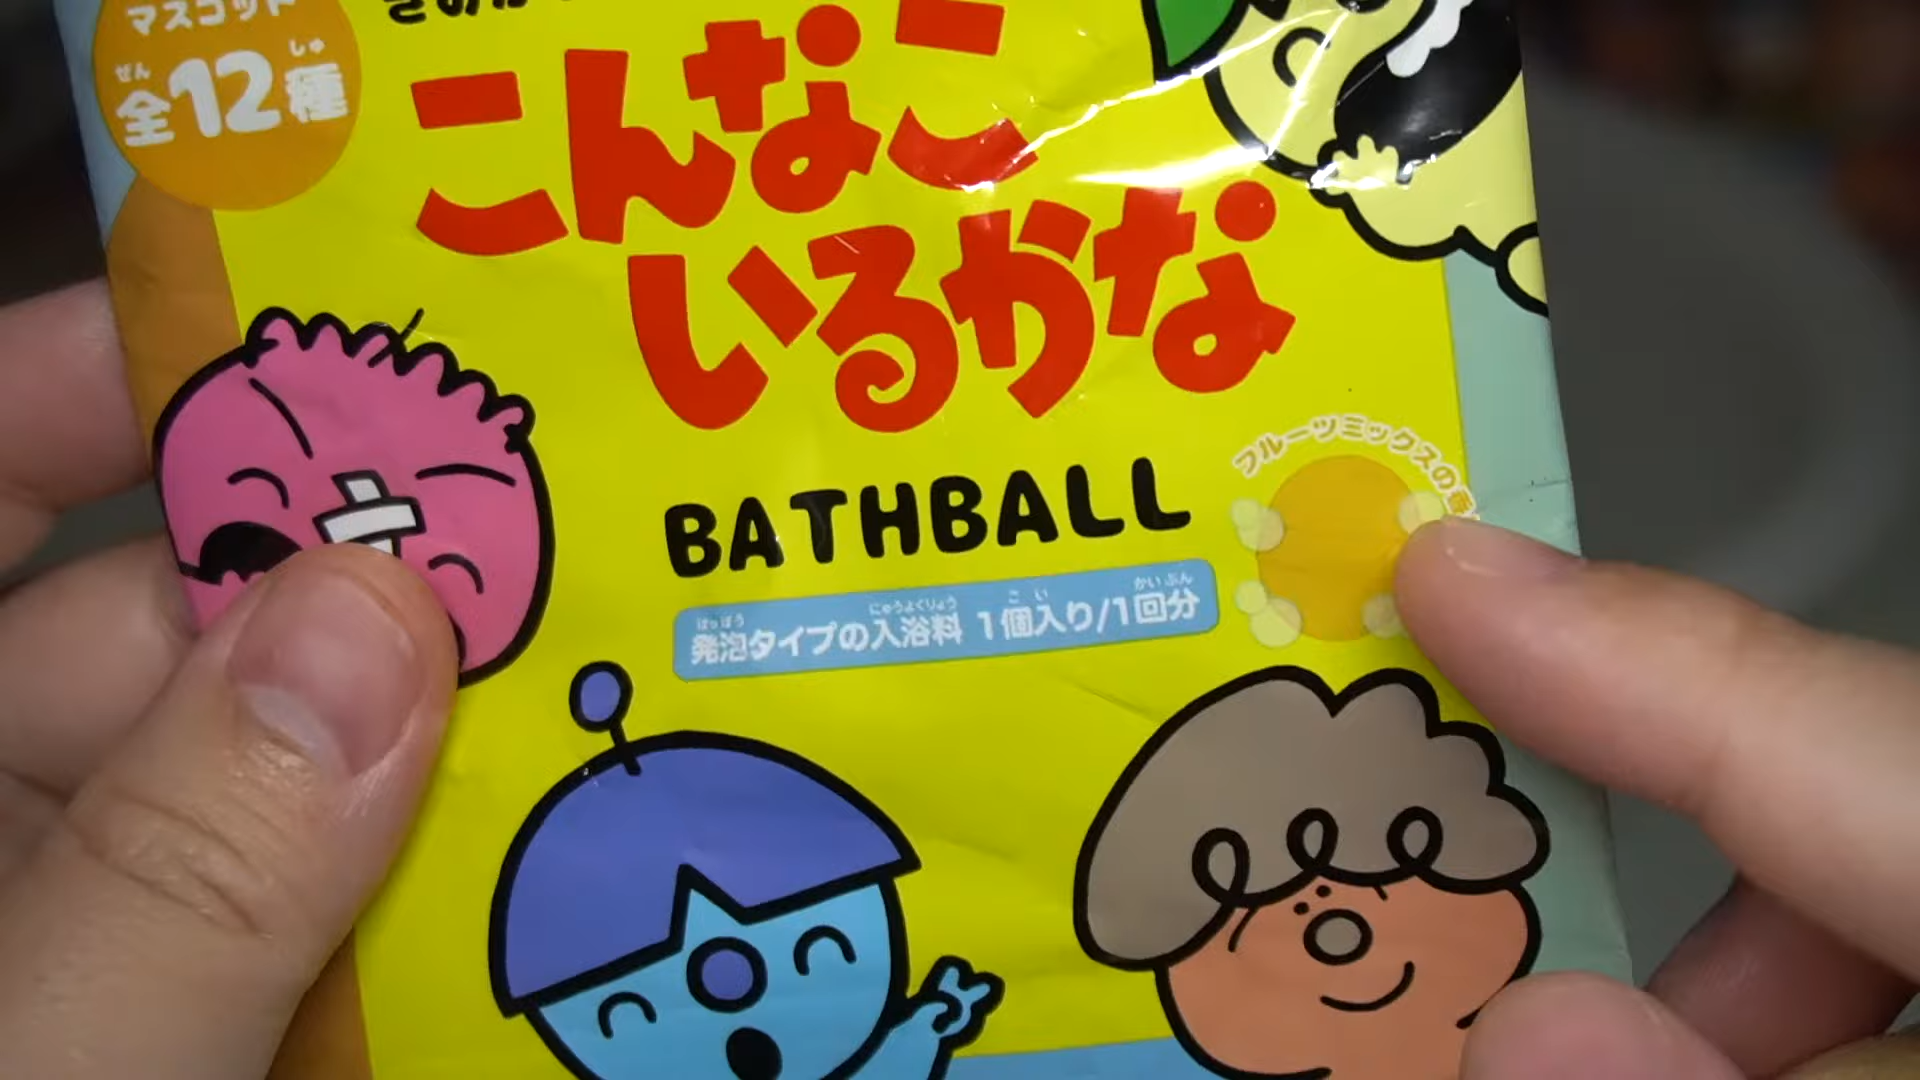 マスコット
ぜん しゅ
全12種
こんなこ
いるかな
BATHBALL
フルーツミックスの
はっぽう にゅうよくりょう こ い かいぶん
発泡タイプの入浴料 1個入り/1回分